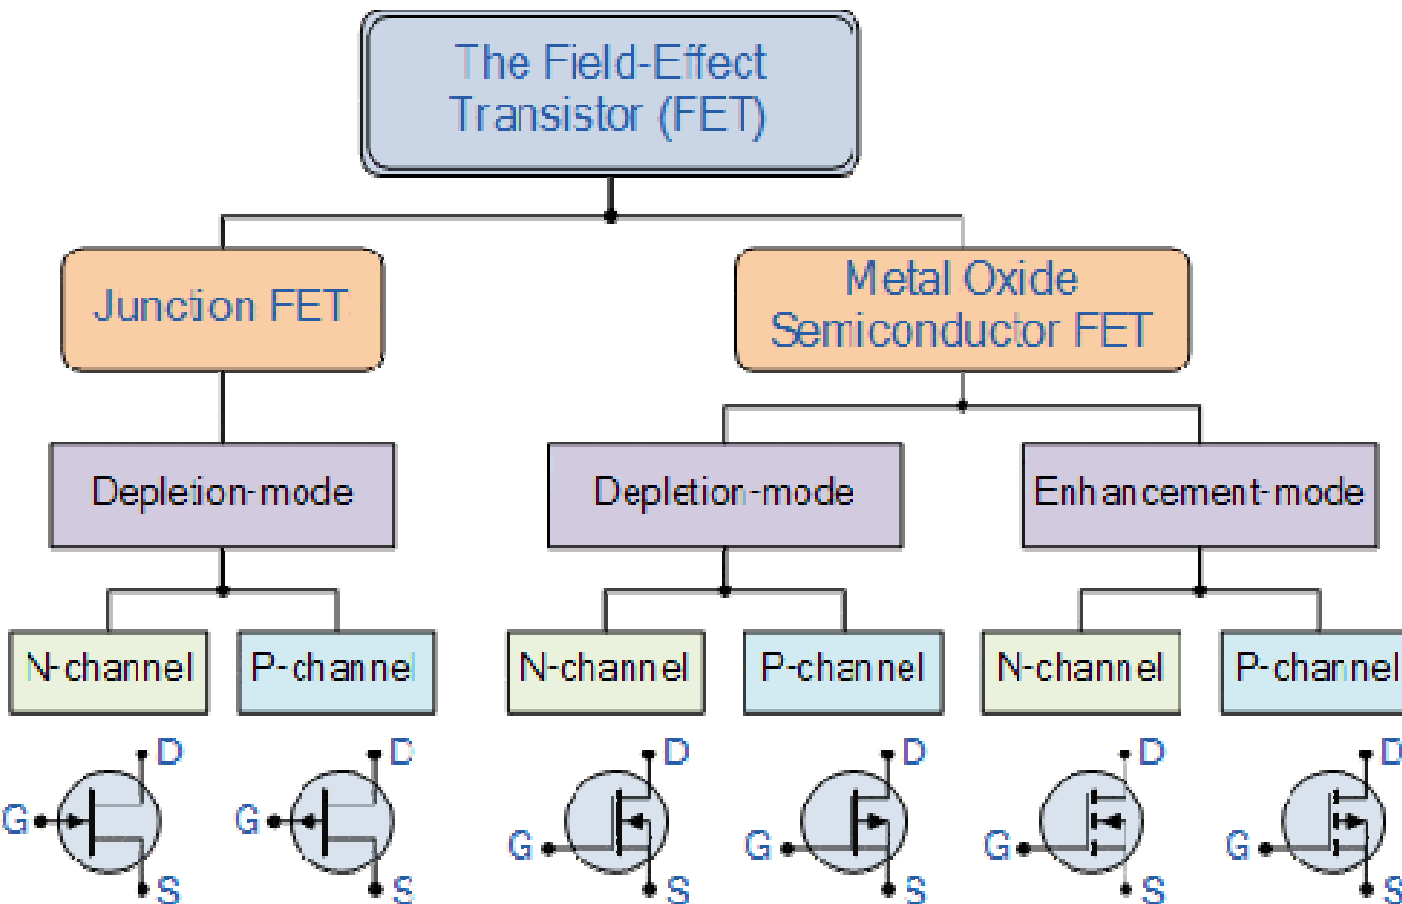 The Field-Effect
Transistor (FET)
Junction FET
Metal Oxide
Semiconductor FET
Depletion-mode
Depletion-mode
Enhancement-mode
N-channel
P-channel
N-channel
P-channel
N-channel
P-channel
D
D
D
D
D
D
G
G
G
G
G
G
S
S
S
S
S
S